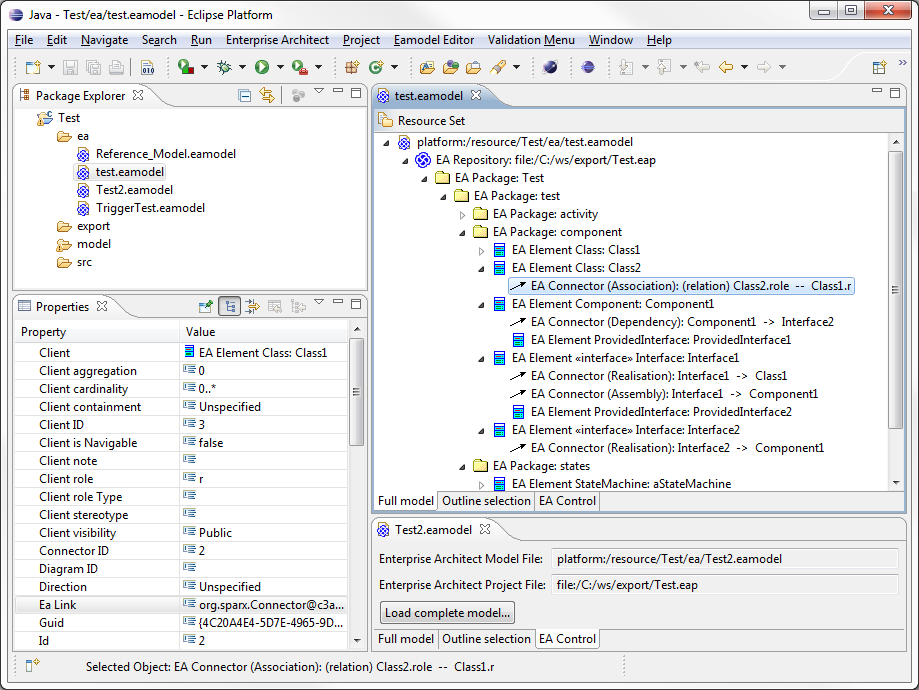 Java - Test/ea/test.eamodel - Eclipse Platform
File Edit Navigate Search Run Enterprise Architect Project Eamodel Editor Validation Menu Window Help
Package Explorer
Test
ea
Reference_Model.eamodel
test.eamodel
Test2.eamodel
TriggerTest.eamodel
export
model
src
Properties
Property Value
Client EA Element Class: Class1
Client aggregation 0
Client cardinality 0..*
Client containment Unspecified
Client ID 3
Client is Navigable false
Client note
Client role r
Client role Type
Client stereotype
Client visibility Public
Connector ID 2
Diagram ID
Direction Unspecified
Ea Link org.sparx.Connector@c3a...
Guid {4C20A4E4-5D7E-4965-9D...
Id 2
test.eamodel
Resource Set
platform:/resource/Test/ea/test.eamodel
EA Repository: file:/C:/ws/export/Test.eap
EA Package: Test
EA Package: test
EA Package: activity
EA Package: component
EA Element Class: Class1
EA Element Class: Class2
EA Connector (Association): (relation) Class2.role -- Class1.r
EA Element Component: Component1
EA Connector (Dependency): Component1 -> Interface2
EA Element ProvidedInterface: ProvidedInterface1
EA Element «interface» Interface: Interface1
EA Connector (Realisation): Interface1 -> Class1
EA Connector (Assembly): Interface1 -> Component1
EA Element ProvidedInterface: ProvidedInterface2
EA Element «interface» Interface: Interface2
EA Connector (Realisation): Interface2 -> Component1
EA Package: states
EA Element StateMachine: aStateMachine
Full model Outline selection EA Control
Test2.eamodel
Enterprise Architect Model File: platform:/resource/Test/ea/Test2.eamodel
Enterprise Architect Project File: file:/C:/ws/export/Test.eap
Load complete model...
Full model Outline selection EA Control
Selected Object: EA Connector (Association): (relation) Class2.role -- Class1.r